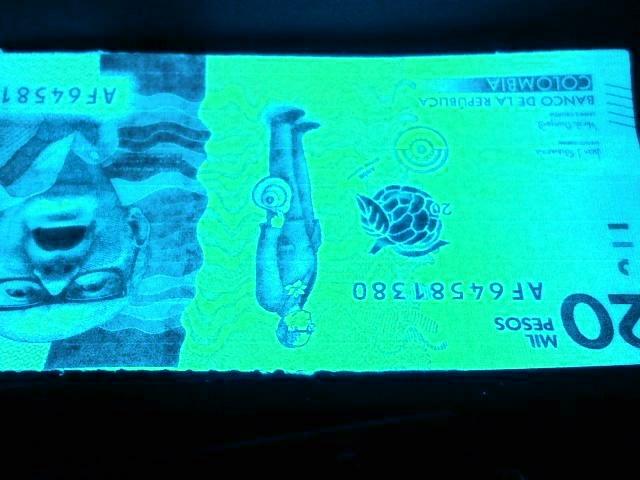 20
MIL
PESOS
AF64581380
20
BANCO DE LA REPÚBLICA
COLOMBIA
AF64581